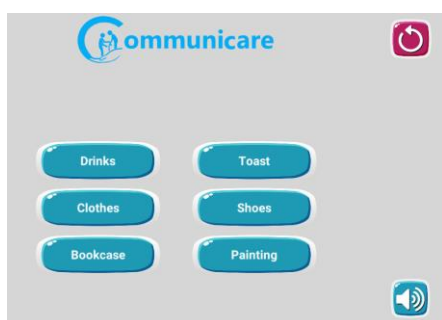 Communicare
Drinks
Toast
Clothes
Shoes
Bookcase
Painting